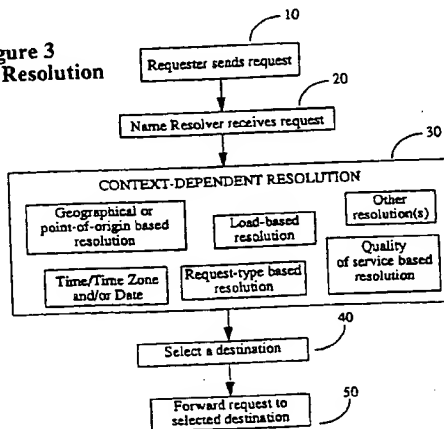 gure 3
Resolution
10
Requester sends request
20
Name Resolver receives request
30
CONTEXT-DEPENDENT RESOLUTION
Geographical or
point-of-origin based
resolution
Load-based
resolution
Other
resolution(s)
Time/Time Zone
and/or Date
Request-type based
resolution
Quality
of service based
resolution
40
Select a destination
50
Forward request to
selected destination